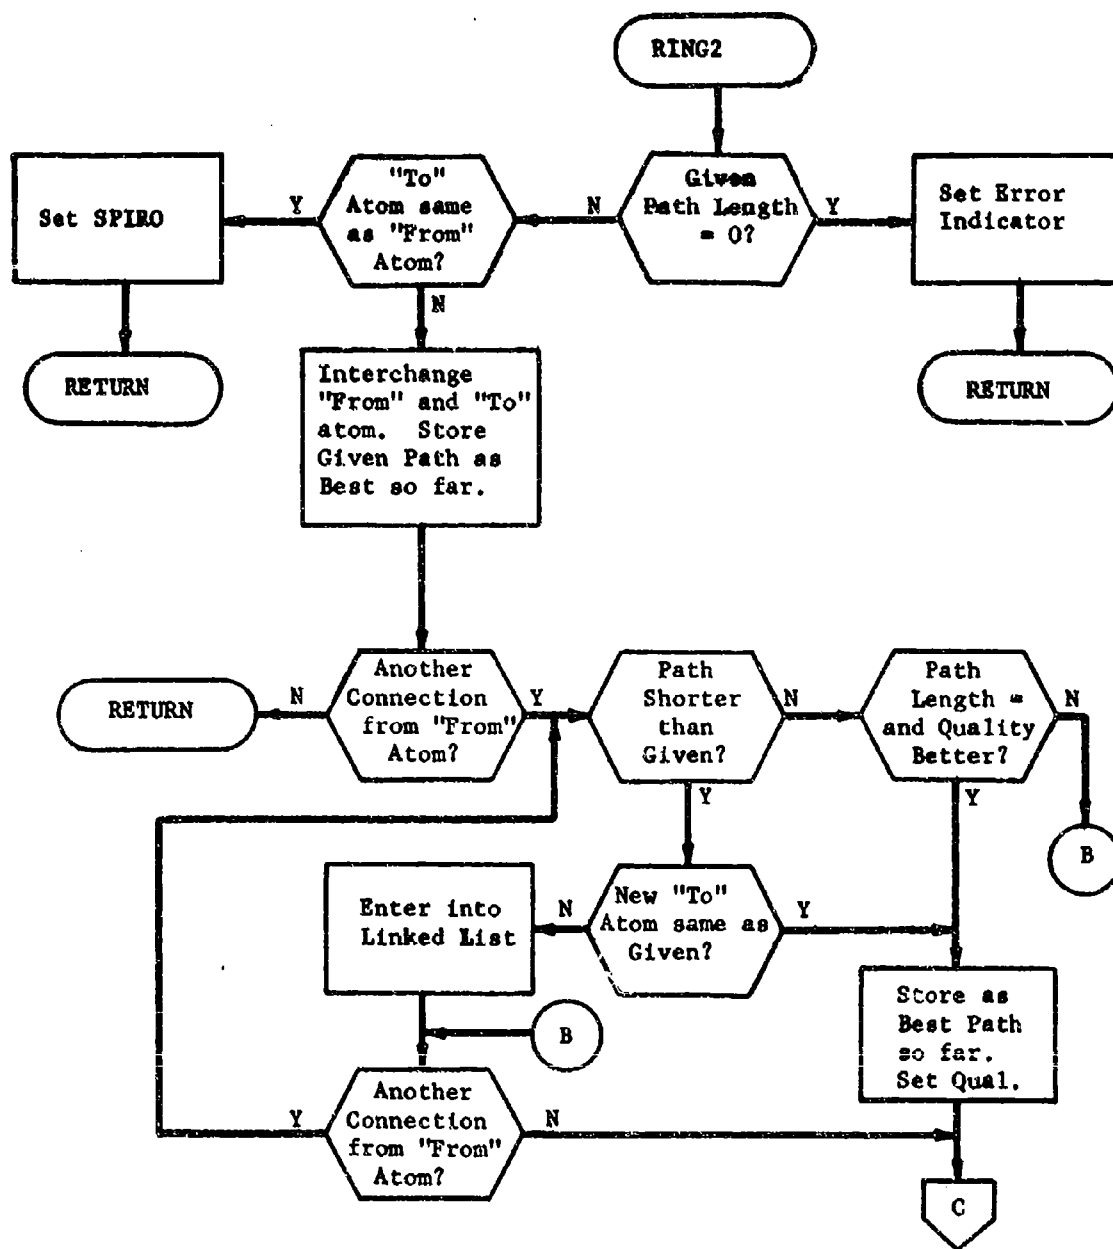 RING2
"To"
Atom same
as "From"
Atom?
Given
Path Length
= 0?
Set SPIRO
Y
N
Y
Set Error
Indicator
N
RETURN
RETURN
Interchange
"From" and "To"
atom. Store
Given Path as
Best so far.
RETURN
N
Another
Connection
from "From"
Atom?
Y
Path
Shorter
than
Given?
N
Path
Length =
and Quality
Better?
N
Y
Y
B
Enter into
Linked List
N
New "To"
Atom same as
Given?
Y
B
Store as
Best Path
so far.
Set Qual.
Y
Another
Connection
from "From"
Atom?
N
C